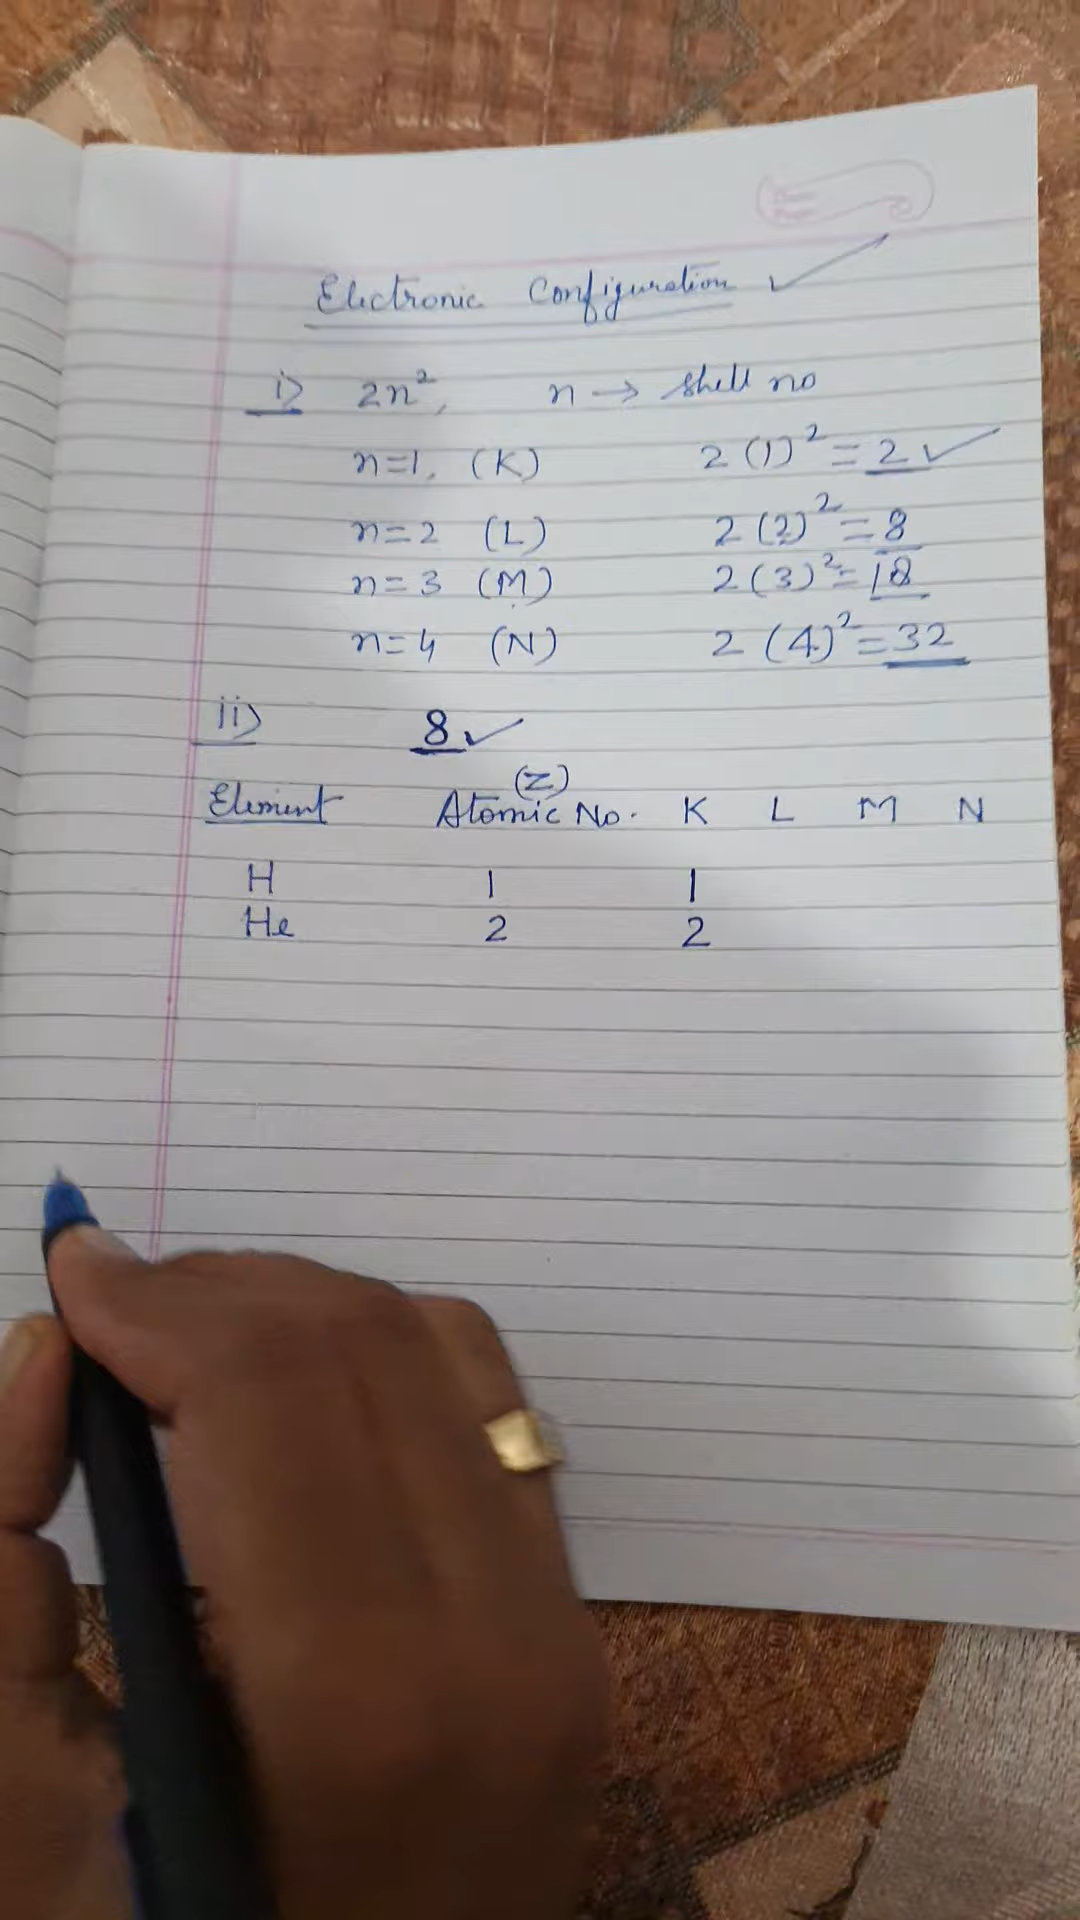 Electronic Configuration ✓
i) 2n², n → shell no
n=1, (K) 2(1)² = 2 ✓
n=2 (L) 2(2)² = 8
n=3 (M) 2(3)² = 18
n=4 (N) 2(4)² = 32
ii) 8 ✓
(Z)
Element Atomic No. K L M N
H 1 1
He 2 2